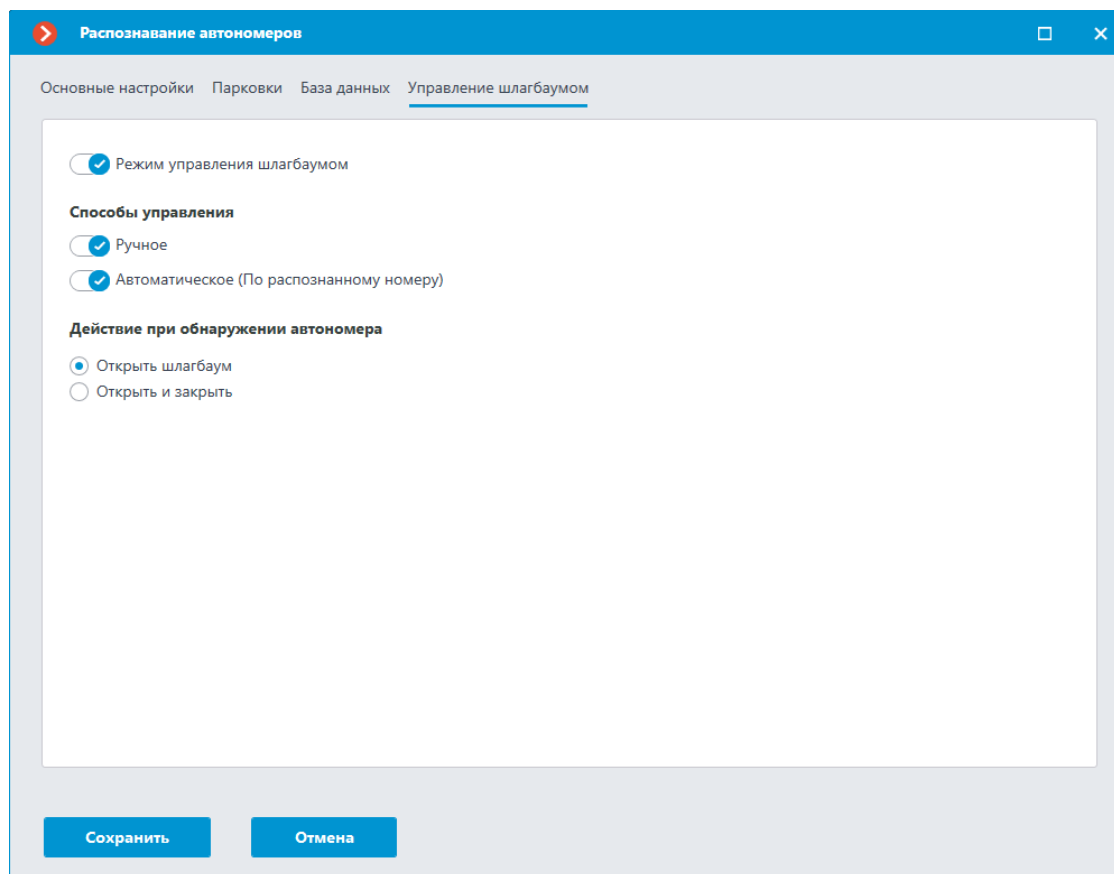 Распознавание автономеров
Основные настройки Парковки База данных Управление шлагбаумом
Режим управления шлагбаумом
Способы управления
Ручное
Автоматическое (По распознанному номеру)
Действие при обнаружении автономера
Открыть шлагбаум
Открыть и закрыть
Сохранить Отмена